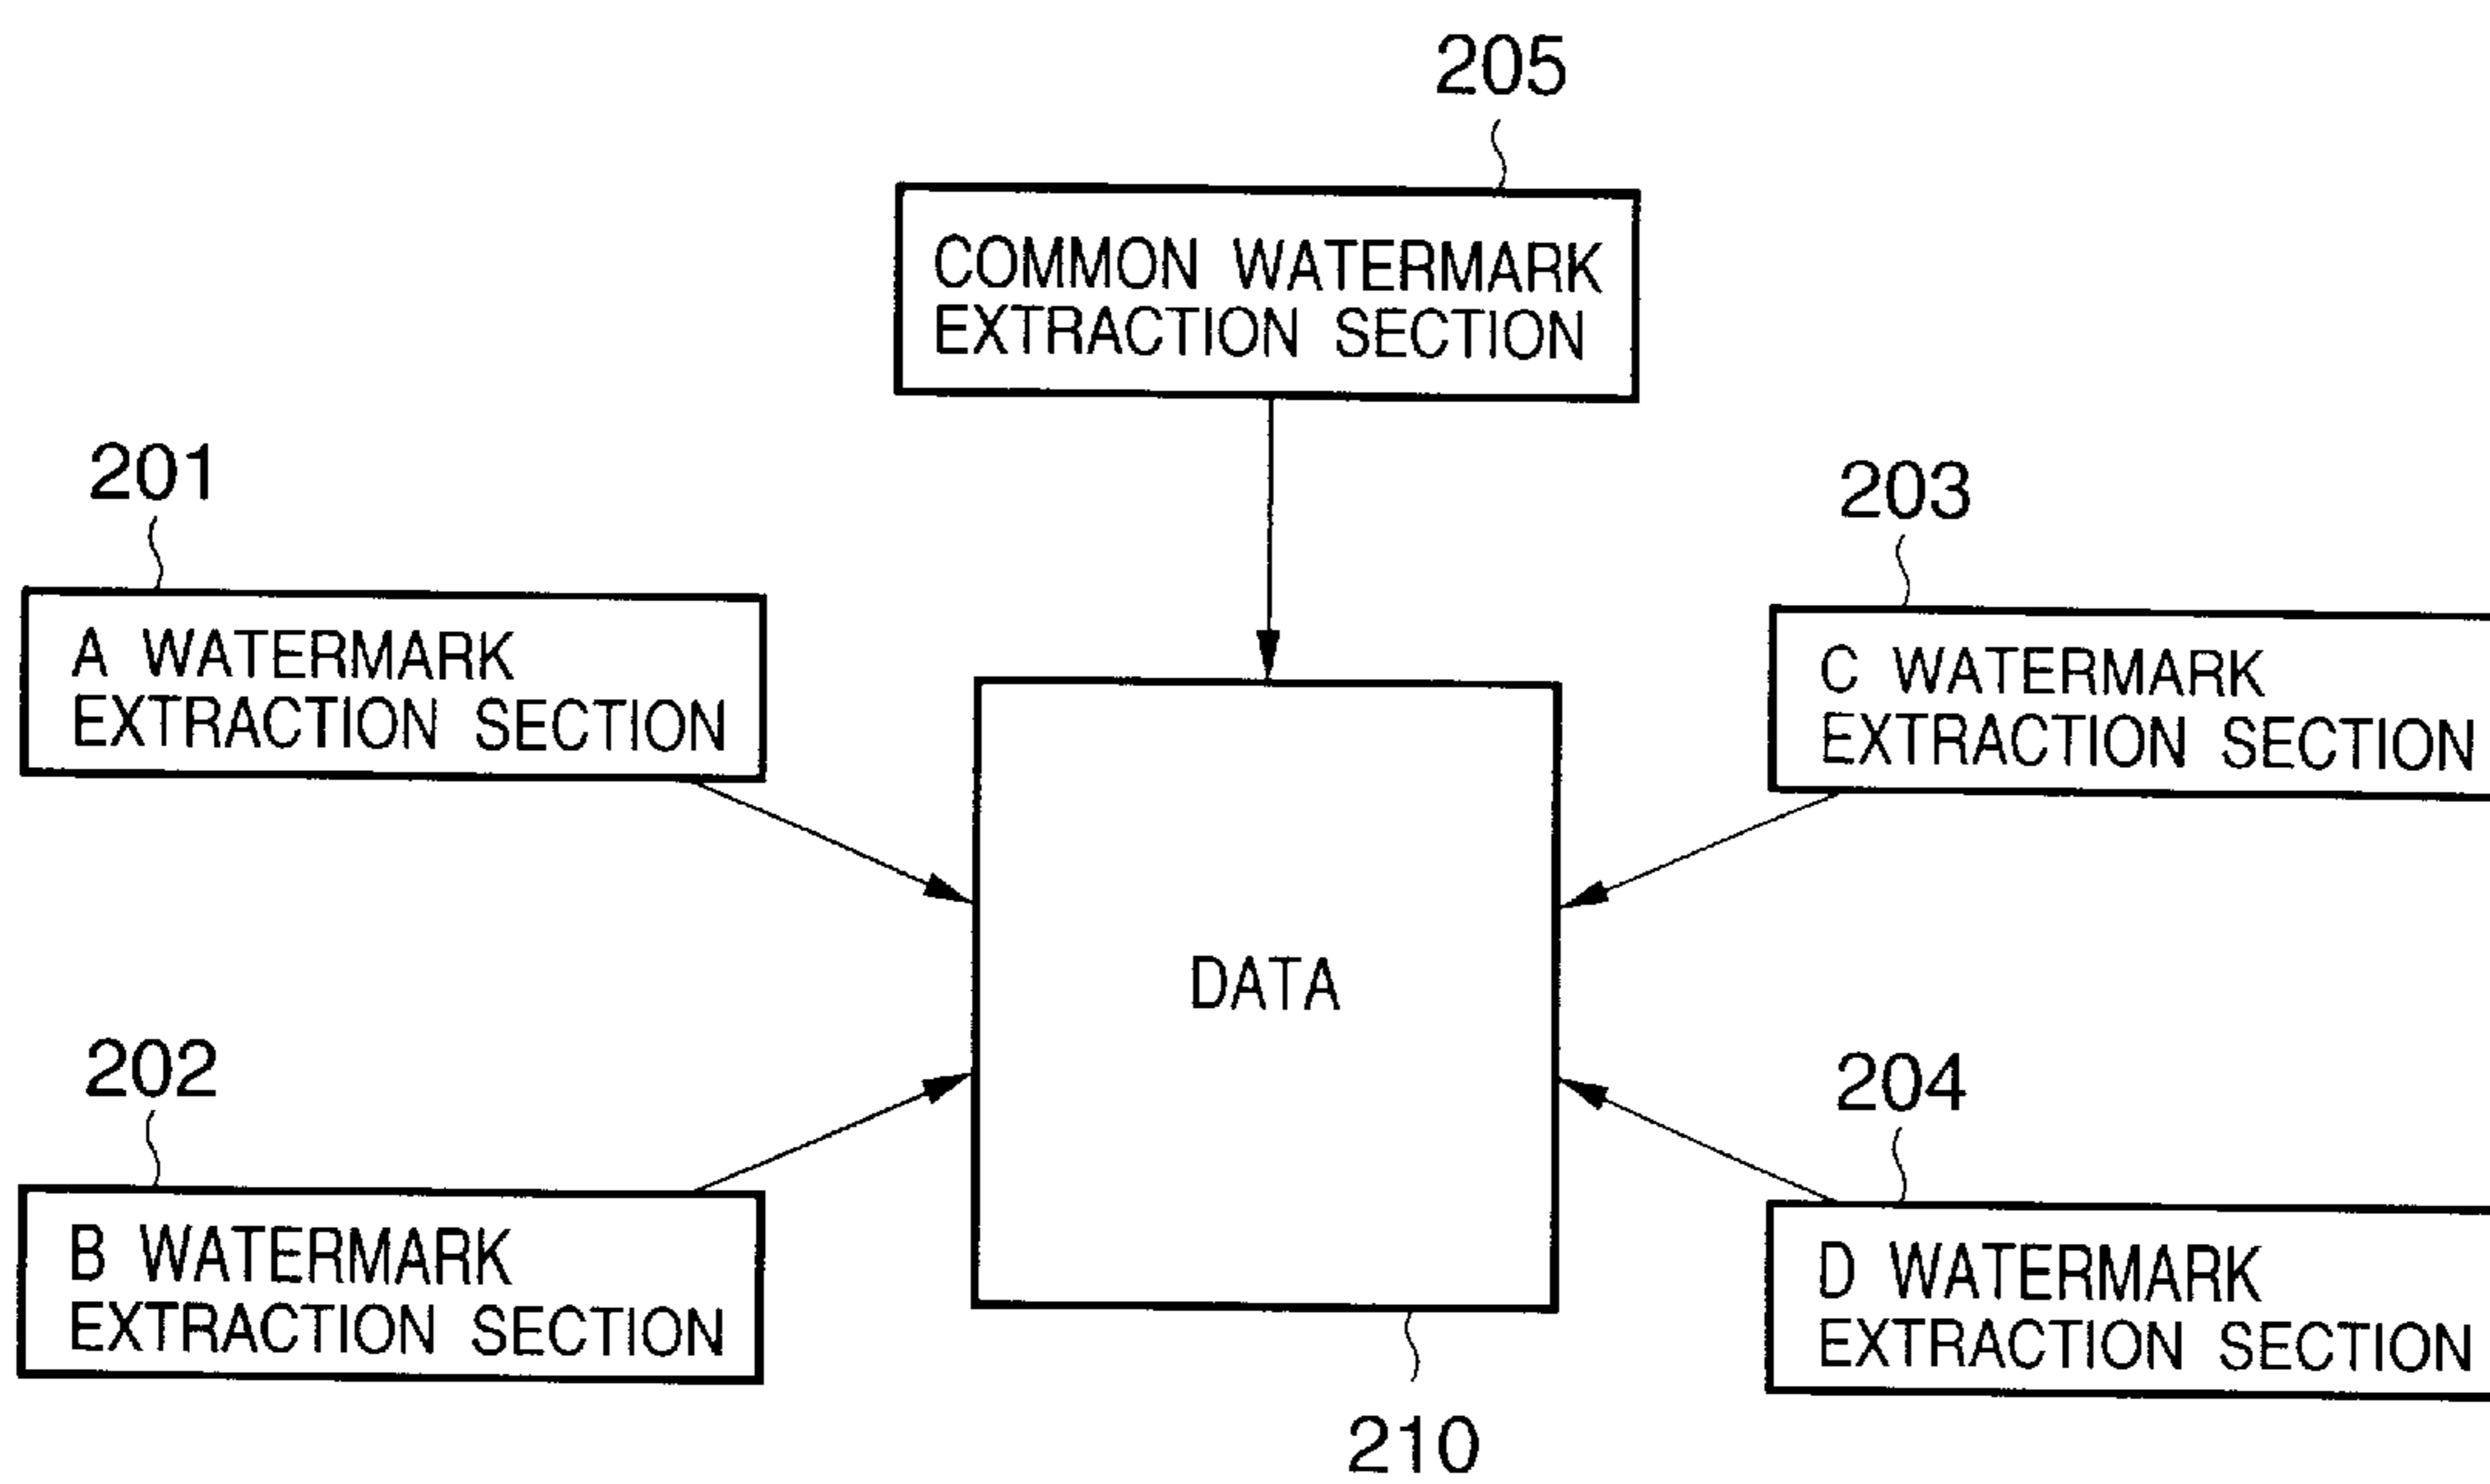 205
COMMON WATERMARK
EXTRACTION SECTION
201
A WATERMARK
EXTRACTION SECTION
203
C WATERMARK
EXTRACTION SECTION
DATA
202
B WATERMARK
EXTRACTION SECTION
204
D WATERMARK
EXTRACTION SECTION
210